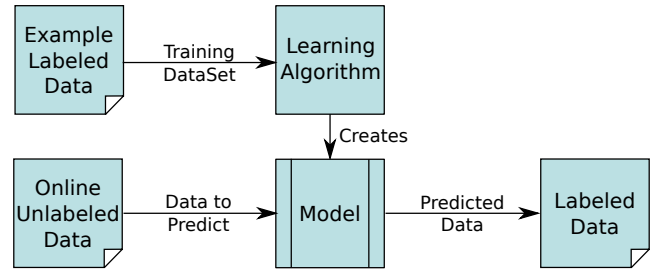 Example
Labeled
Data
Training
DataSet
Learning
Algorithm
Creates
Online
Unlabeled
Data
Data to
Predict
Model
Predicted
Data
Labeled
Data